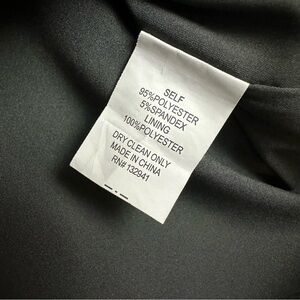 SELF
95%POLYESTER
5%SPANDEX
LINING
100%POLYESTER
DRY CLEAN ONLY
MADE IN CHINA
RN# 132941